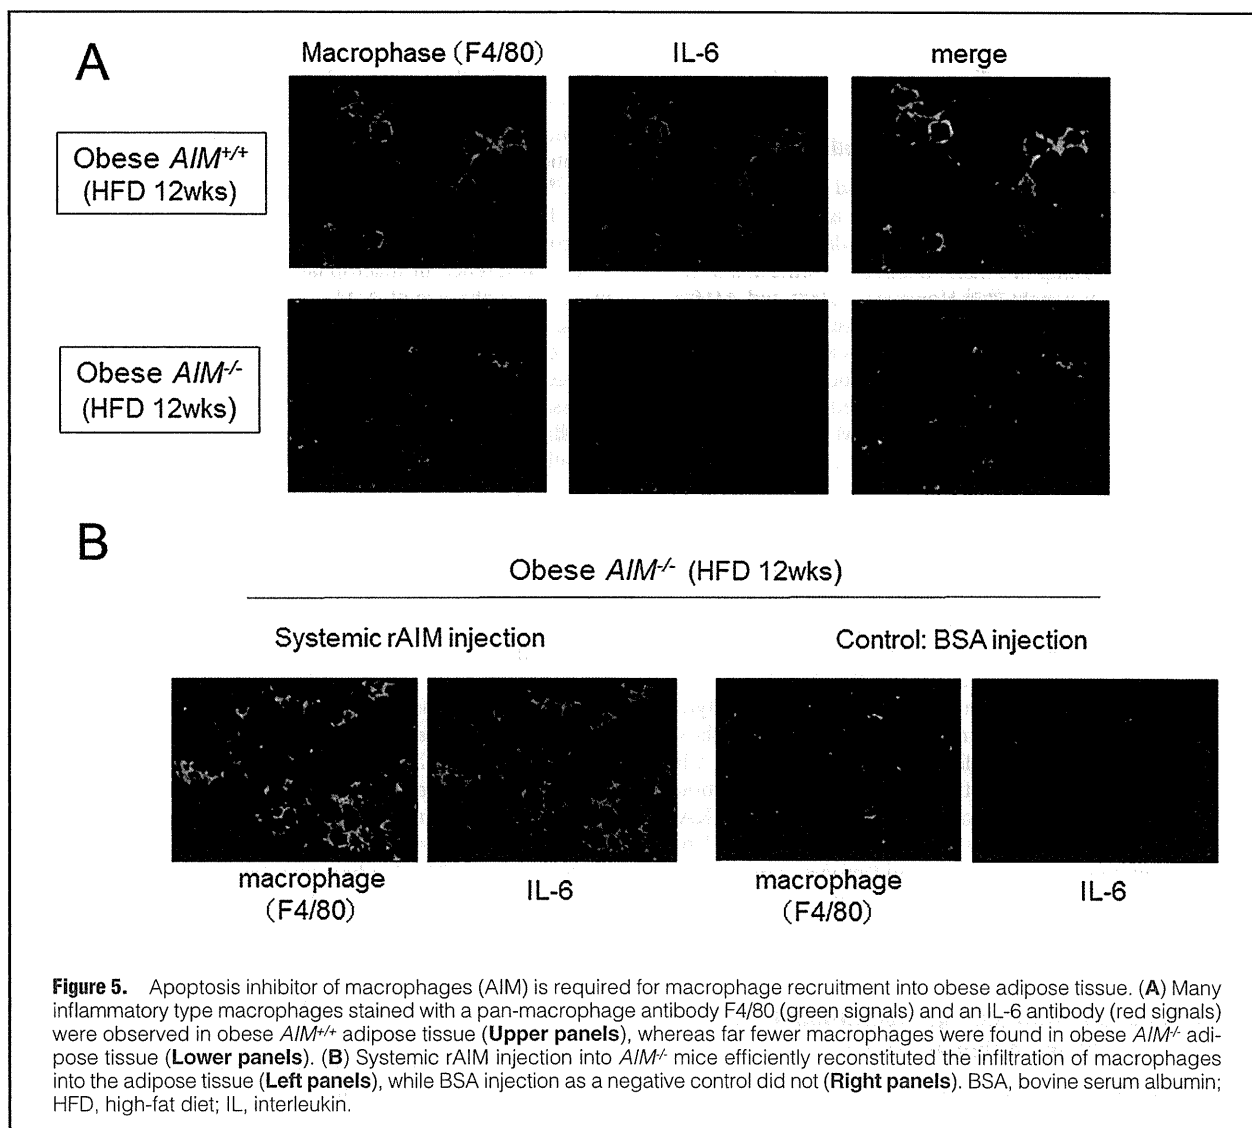 A
Macrophase (F4/80)
IL-6
merge
Obese AIM+/+
(HFD 12wks)
Obese AIM-/-
(HFD 12wks)
B
Obese AIM-/- (HFD 12wks)
Systemic rAIM injection
Control: BSA injection
macrophage
(F4/80)
IL-6
macrophage
(F4/80)
IL-6
Figure 5. Apoptosis inhibitor of macrophages (AIM) is required for macrophage recruitment into obese adipose tissue. (A) Many
inflammatory type macrophages stained with a pan-macrophage antibody F4/80 (green signals) and an IL-6 antibody (red signals)
were observed in obese AIM+/+ adipose tissue (Upper panels), whereas far fewer macrophages were found in obese AIM-/- adi-
pose tissue (Lower panels). (B) Systemic rAIM injection into AIM-/- mice efficiently reconstituted the infiltration of macrophages
into the adipose tissue (Left panels), while BSA injection as a negative control did not (Right panels). BSA, bovine serum albumin;
HFD, high-fat diet; IL, interleukin.